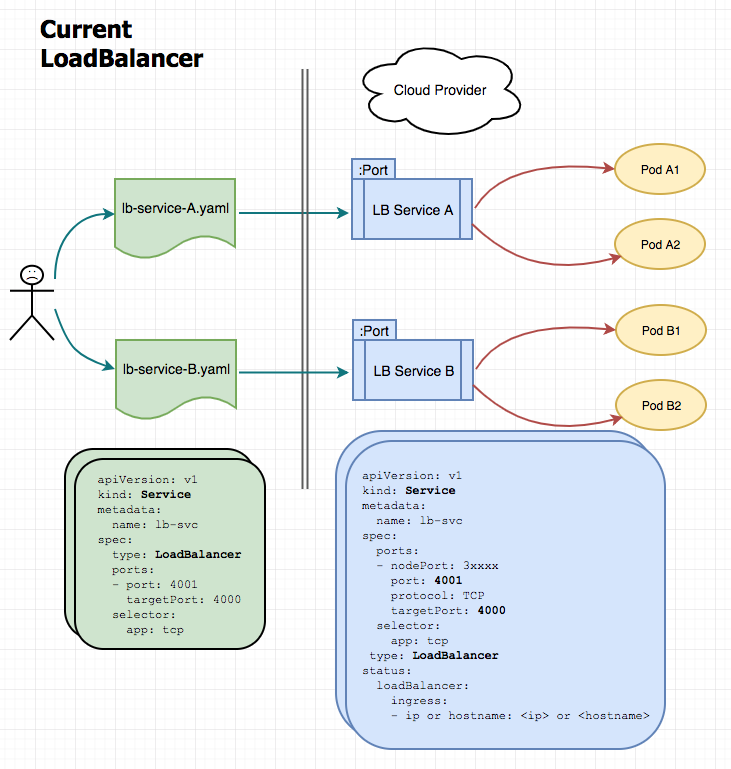 Current
LoadBalancer
Cloud Provider
:Port
lb-service-A.yaml
LB Service A
Pod A1
Pod A2
:Port
lb-service-B.yaml
LB Service B
Pod B1
Pod B2
apiVersion: v1
kind: Service
metadata:
  name: lb-svc
spec:
  type: LoadBalancer
  ports:
  - port: 4001
    targetPort: 4000
  selector:
    app: tcp
apiVersion: v1
kind: Service
metadata:
  name: lb-svc
spec:
  ports:
  - nodePort: 3xxxx
    port: 4001
    protocol: TCP
    targetPort: 4000
  selector:
    app: tcp
 type: LoadBalancer
status:
  loadBalancer:
    ingress:
    - ip or hostname: <ip> or <hostname>